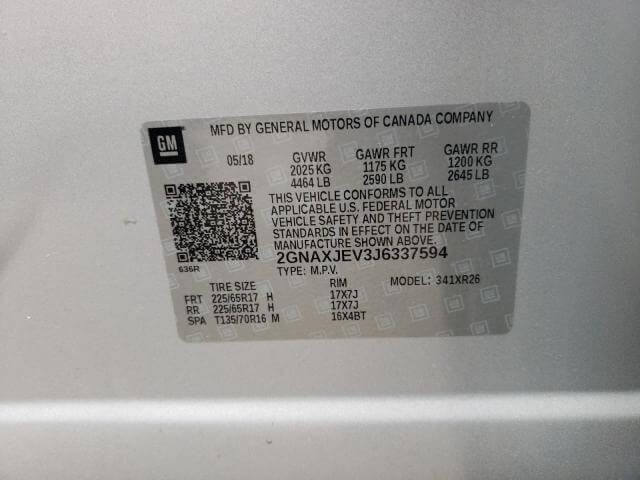 GM
MFD BY GENERAL MOTORS OF CANADA COMPANY
05/18 GVWR GAWR FRT GAWR RR
2025 KG 1175 KG 1200 KG
4464 LB 2590 LB 2645 LB
THIS VEHICLE CONFORMS TO ALL
APPLICABLE U.S. FEDERAL MOTOR
VEHICLE SAFETY AND THEFT PREVENTION
STANDARDS IN EFFECT ON THE DATE OF
MANUFACTURE SHOWN ABOVE.
2GNAXJEV3J6337594
636R
TYPE: M.P.V. MODEL: 341XR26
TIRE SIZE RIM
FRT 225/65R17 H 17X7J
RR 225/65R17 H 17X7J
SPA T135/70R16 M 16X4BT